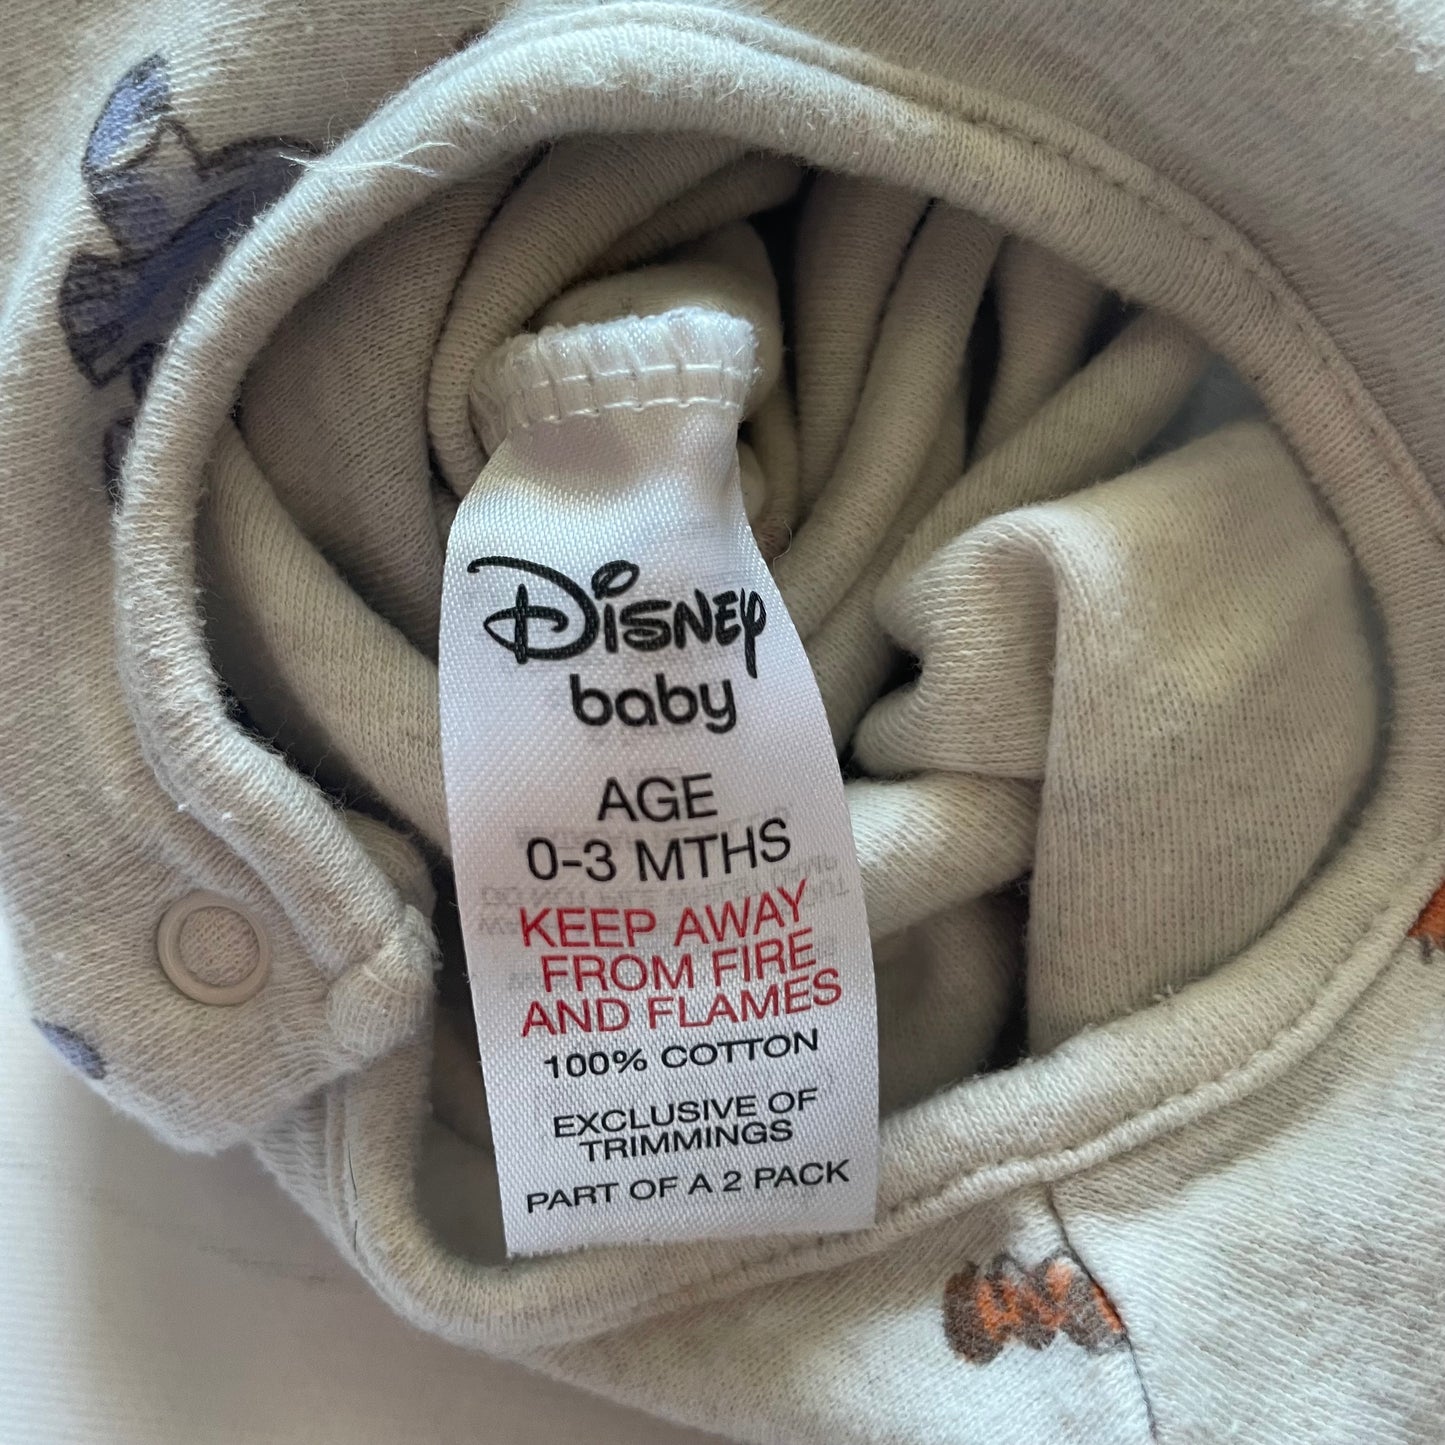 Disney
baby
AGE
0-3 MTHS
KEEP AWAY
FROM FIRE
AND FLAMES
100% COTTON
EXCLUSIVE OF
TRIMMINGS
PART OF A 2 PACK